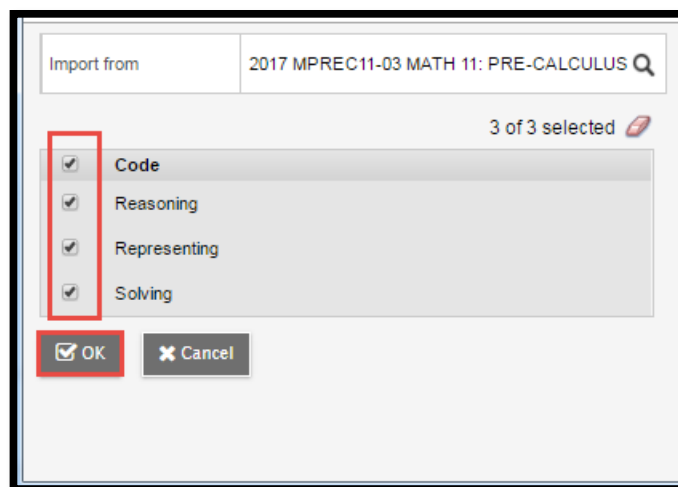 Import from 2017 MPREC11-03 MATH 11: PRE-CALCULUS
3 of 3 selected
Code
Reasoning
Representing
Solving
OK Cancel